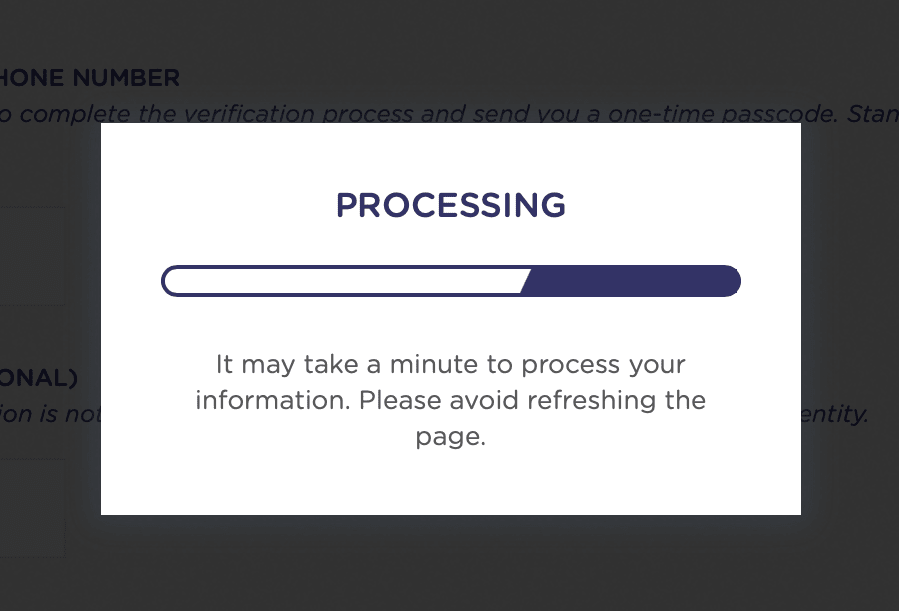 HONE NUMBER
o complete the verification process and send you a one-time passcode. Stan
PROCESSING
It may take a minute to process your
information. Please avoid refreshing the
page.
ONAL)
ion is not
entity.